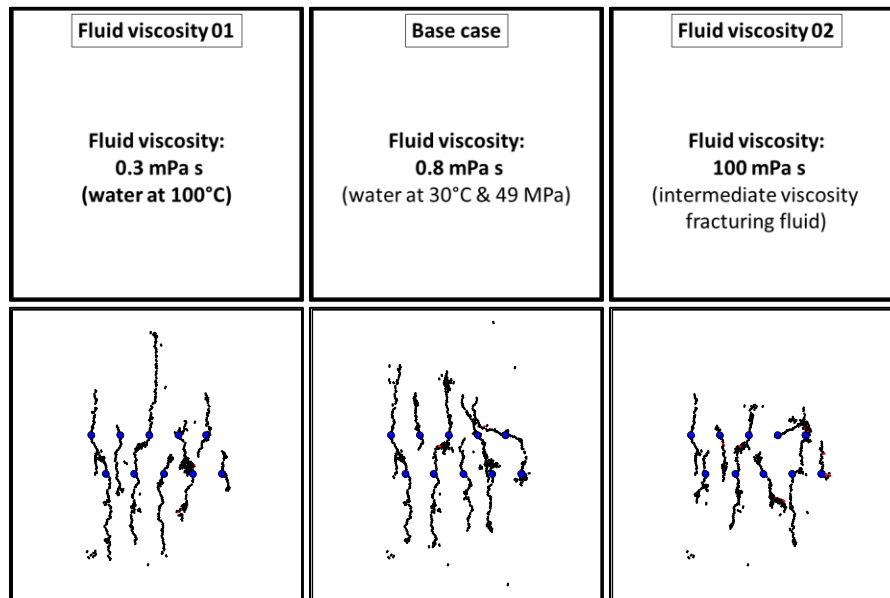 Fluid viscosity 01
Fluid viscosity:
0.3 mPa s
(water at 100°C)
Base case
Fluid viscosity:
0.8 mPa s
(water at 30°C & 49 MPa)
Fluid viscosity 02
Fluid viscosity:
100 mPa s
(intermediate viscosity
fracturing fluid)